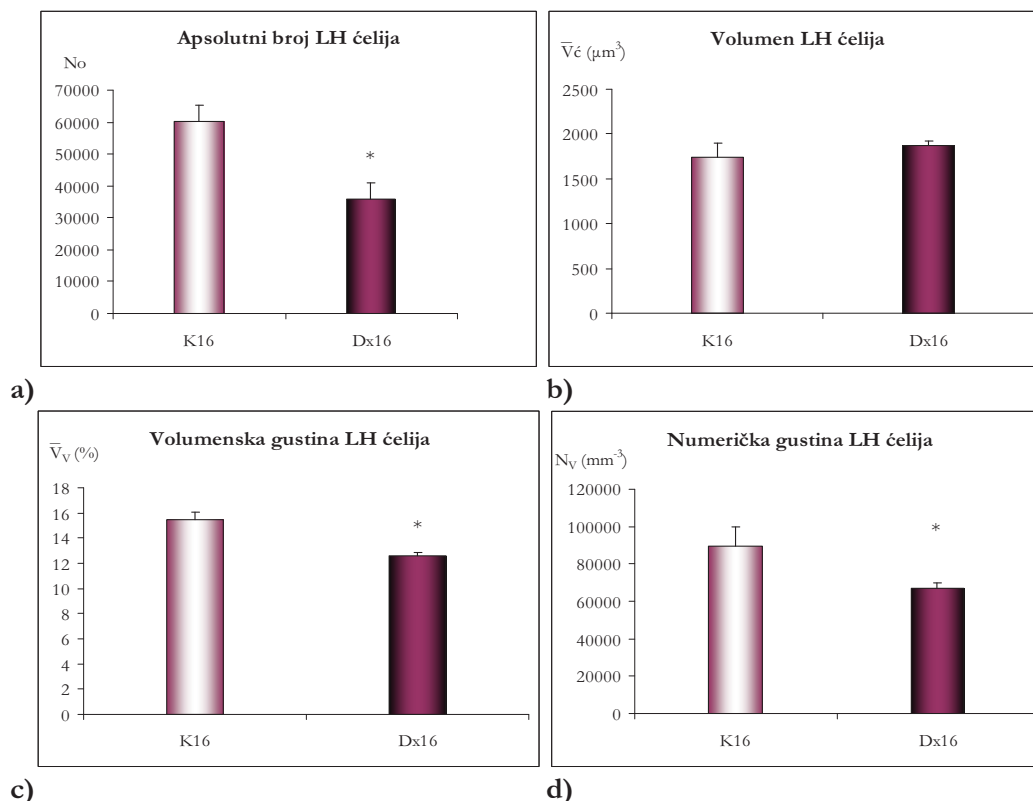 Apsolutni broj LH ćelija
No
70000
60000
50000
40000
30000
20000
10000
0
*
K16 Dx16
a)
Volumen LH ćelija
V̅ć (µm³)
2500
2000
1500
1000
500
0
K16 Dx16
b)
Volumenska gustina LH ćelija
V̅v (%)
18
16
14
12
10
8
6
4
2
0
*
K16 Dx16
c)
Numerička gustina LH ćelija
Nv (mm⁻³)
120000
100000
80000
60000
40000
20000
0
*
K16 Dx16
d)